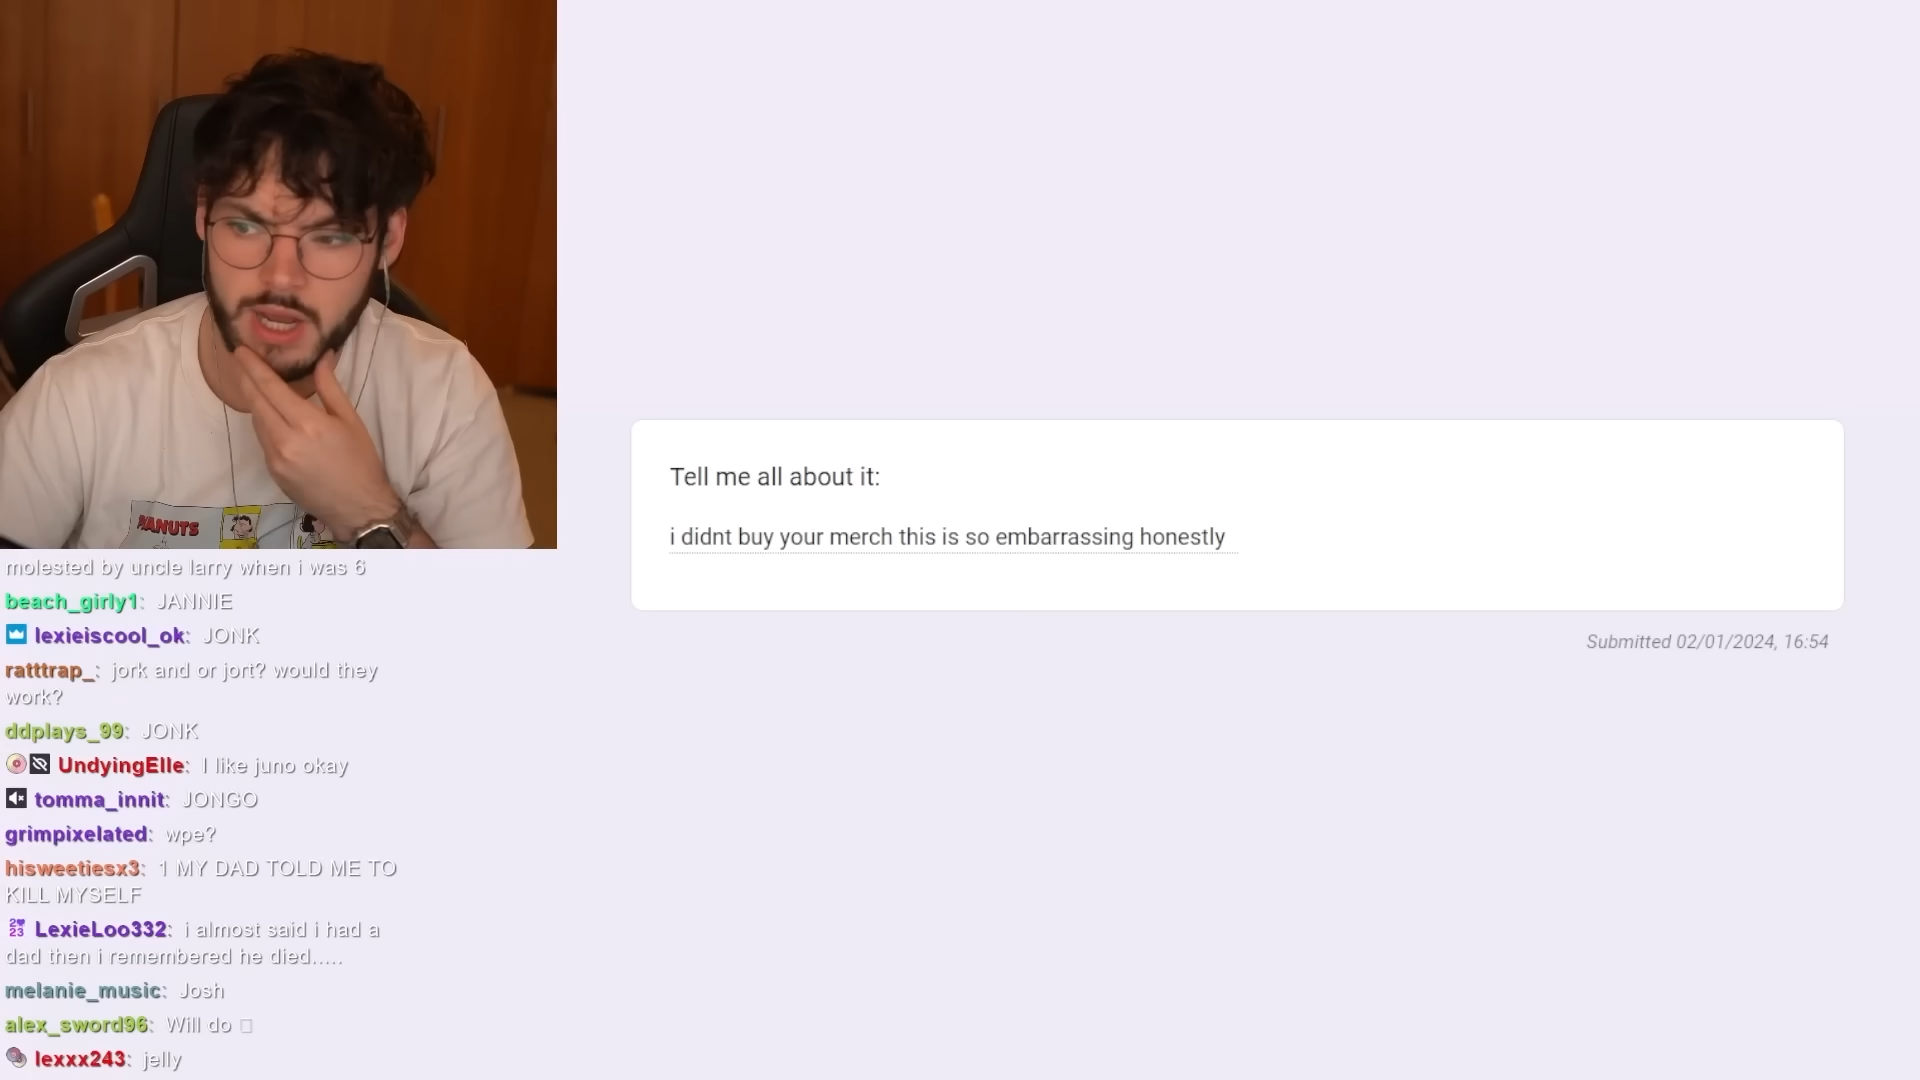 PEANUTS
Tell me all about it:
i didnt buy your merch this is so embarrassing honestly
Submitted 02/01/2024, 16:54
molested by uncle larry when i was 6
beach_girly1: JANNIE
lexieiscool_ok: JONK
ratttrap_: jork and or jort? would they
work?
ddplays_99: JONK
UndyingElle: I like juno okay
tomma_innit: JONGO
grimpixelated: wpe?
hisweetiesx3: 1 MY DAD TOLD ME TO
KILL MYSELF
2♥
23
LexieLoo332: i almost said i had a
dad then i remembered he died.....
melanie_music: Josh
alex_sword96: Will do
lexxx243: jelly